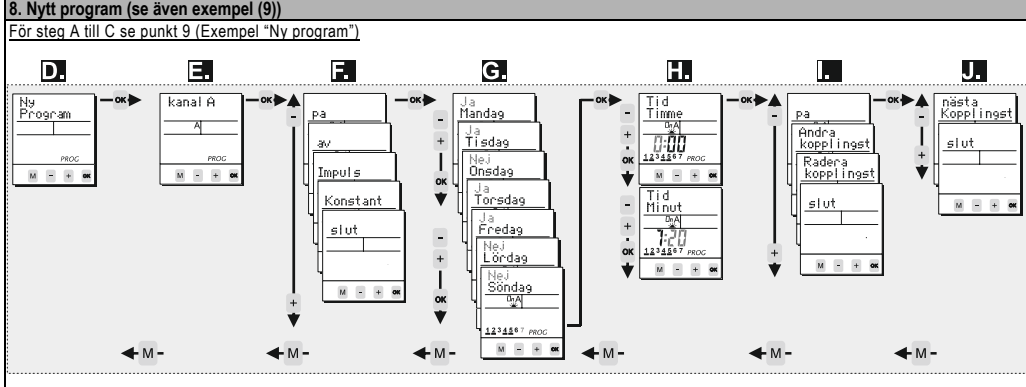 8. Nytt program (se även exempel (9))
För steg A till C se punkt 9 (Exempel “Ny program”)
D.
Ny
Program
PROG
M - + OK
OK
E.
kanal A
A
PROG
M - + OK
OK
-
+
F.
pa
av
Impuls
Konstant
slut
M - + OK
OK
-
+
OK
-
+
OK
G.
Ja
Mandag
Ja
Tisdag
Nej
Onsdag
Ja
Torsdag
Ja
Fredag
Nej
Lördag
Nej
Söndag
OnA
1234567 PROG
M - + OK
OK
-
+
OK
-
+
OK
H.
Tid
Timme
OnA
0:00
1234567 PROG
M - + OK
Tid
Minut
OnA
7:20
1234567 PROG
M - + OK
OK
-
+
I.
pa
Andra
kopplingst
Radera
kopplingst
slut
M - + OK
OK
-
+
J.
nästa
Kopplingst
slut
M - + OK
M -
M -
M -
M -
M -
M -